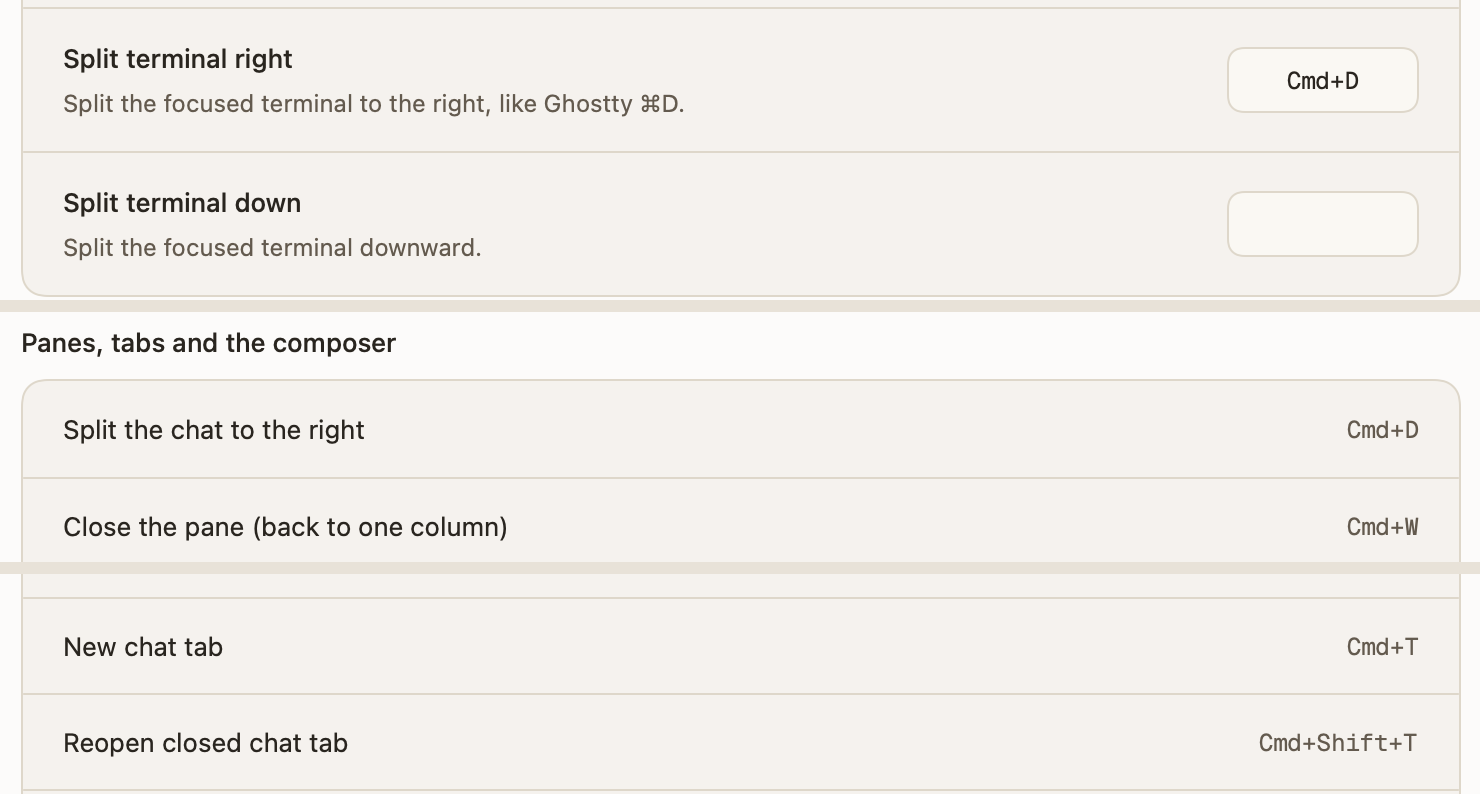 Split terminal right
Cmd+D
Split the focused terminal to the right, like Ghostty ⌘D.
Split terminal down
Split the focused terminal downward.
Panes, tabs and the composer
Split the chat to the right
Cmd+D
Close the pane (back to one column)
Cmd+W
New chat tab
Cmd+T
Reopen closed chat tab
Cmd+Shift+T